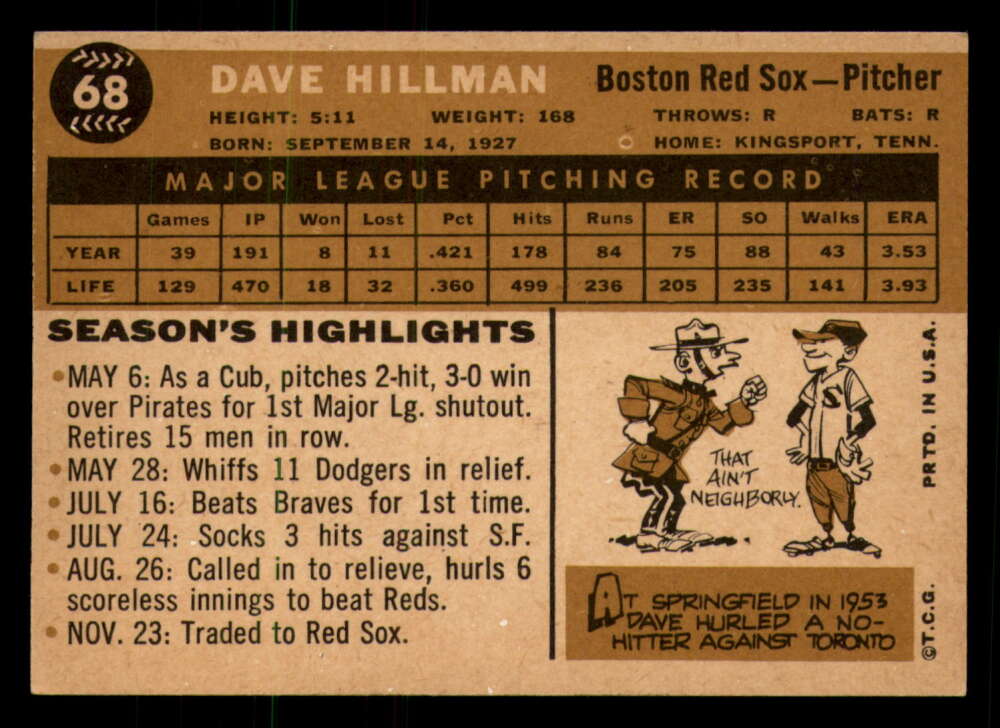 68
DAVE HILLMAN
Boston Red Sox—Pitcher
HEIGHT: 5:11 WEIGHT: 168 THROWS: R BATS: R
BORN: SEPTEMBER 14, 1927 HOME: KINGSPORT, TENN.
MAJOR LEAGUE PITCHING RECORD
Games IP Won Lost Pct Hits Runs ER SO Walks ERA
YEAR 39 191 8 11 .421 178 84 75 88 43 3.53
LIFE 129 470 18 32 .360 499 236 205 235 141 3.93
SEASON'S HIGHLIGHTS
•MAY 6: As a Cub, pitches 2-hit, 3-0 win
over Pirates for 1st Major Lg. shutout.
Retires 15 men in row.
•MAY 28: Whiffs 11 Dodgers in relief.
•JULY 16: Beats Braves for 1st time.
•JULY 24: Socks 3 hits against S.F.
•AUG. 26: Called in to relieve, hurls 6
scoreless innings to beat Reds.
•NOV. 23: Traded to Red Sox.
S
THAT
AIN'T
NEIGHBORLY.
AT SPRINGFIELD IN 1953
DAVE HURLED A NO-
HITTER AGAINST TORONTO
PRTD. IN U.S.A.
©T.C.G.